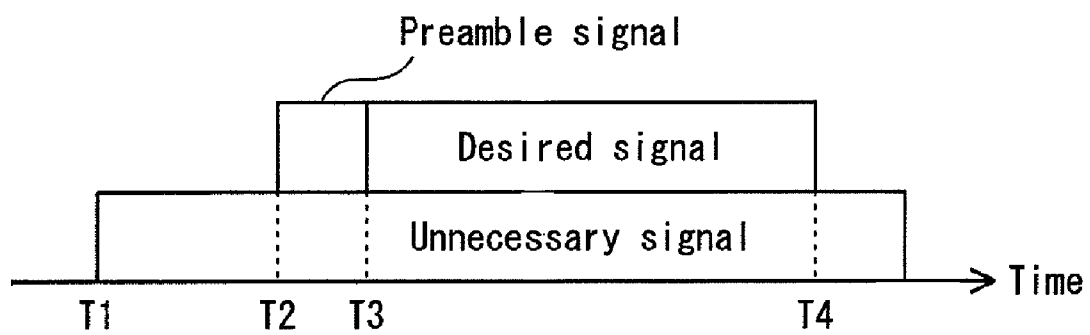 Preamble signal
Desired signal
Unnecessary signal
Time
T1 T2 T3 T4